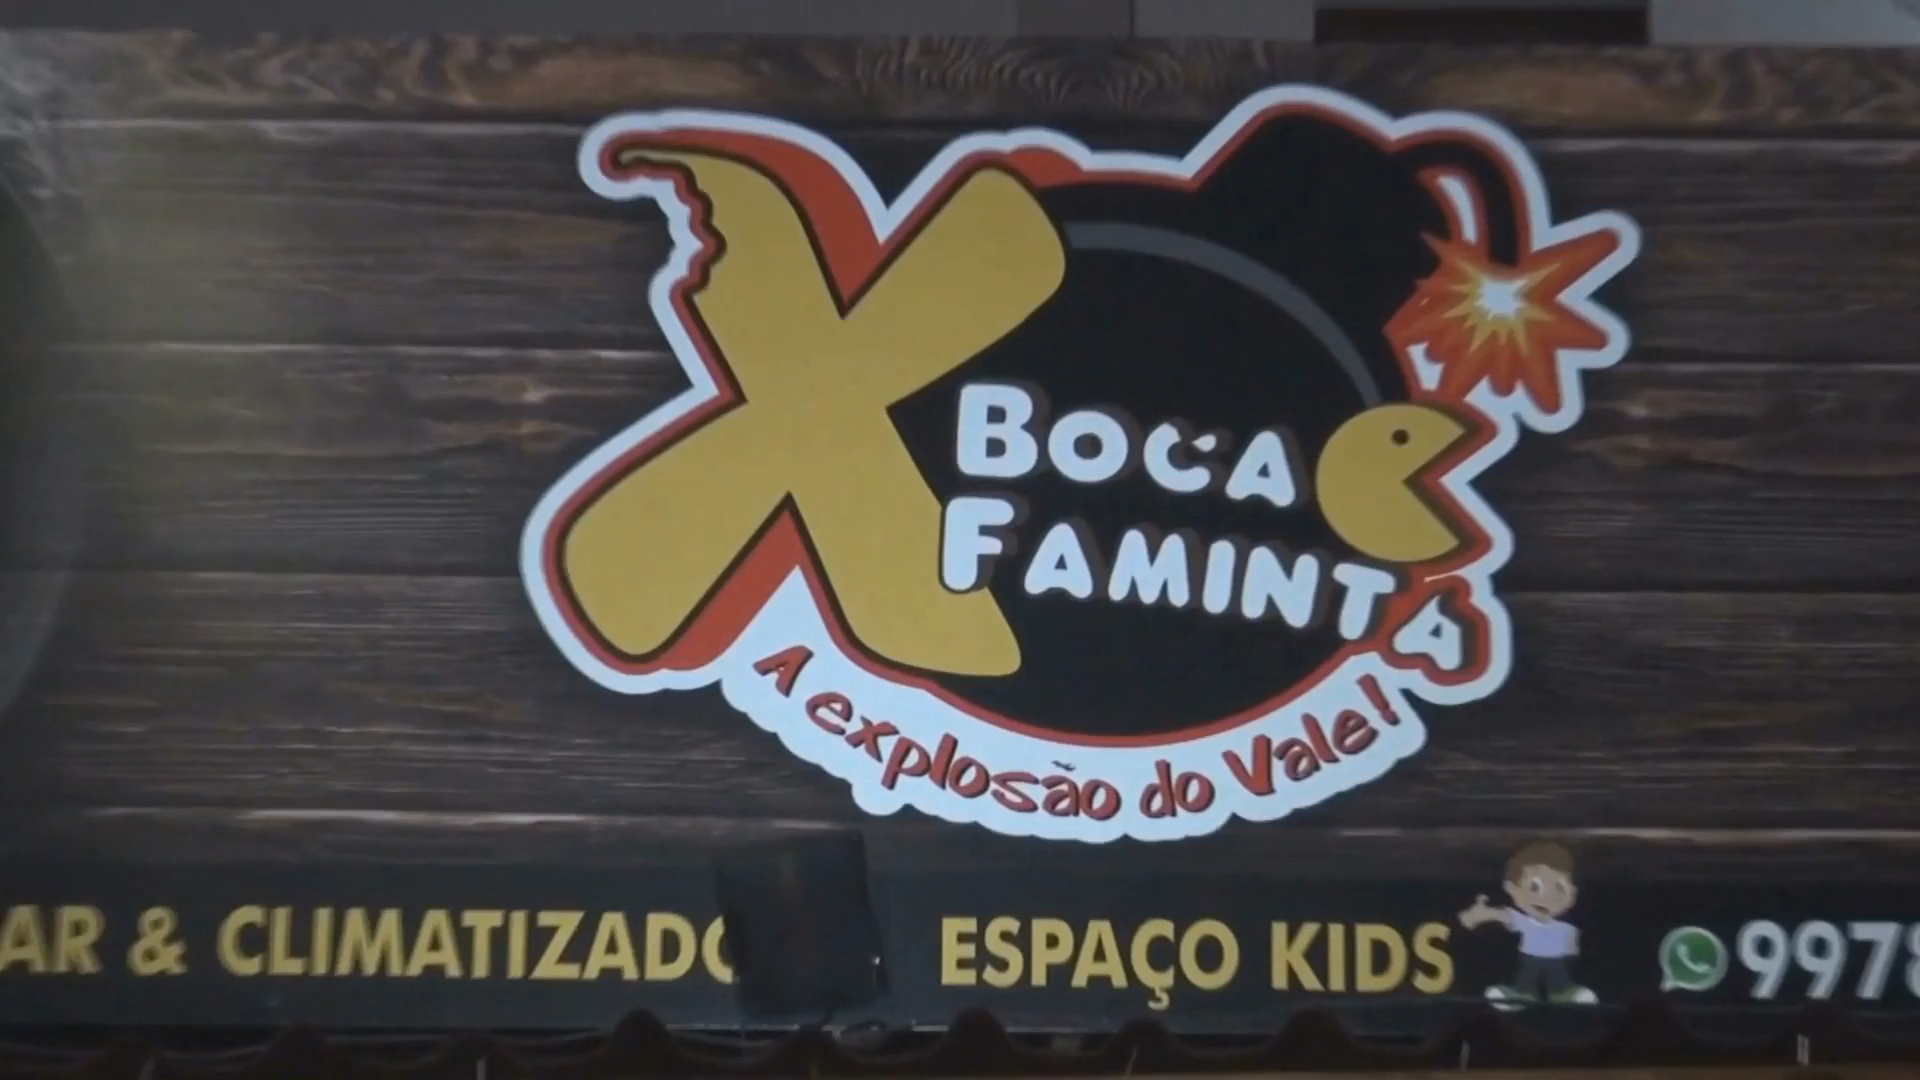 X BOCA
FAMINTA
A explosão do Vale!
AR & CLIMATIZADO ESPAÇO KIDS 9978